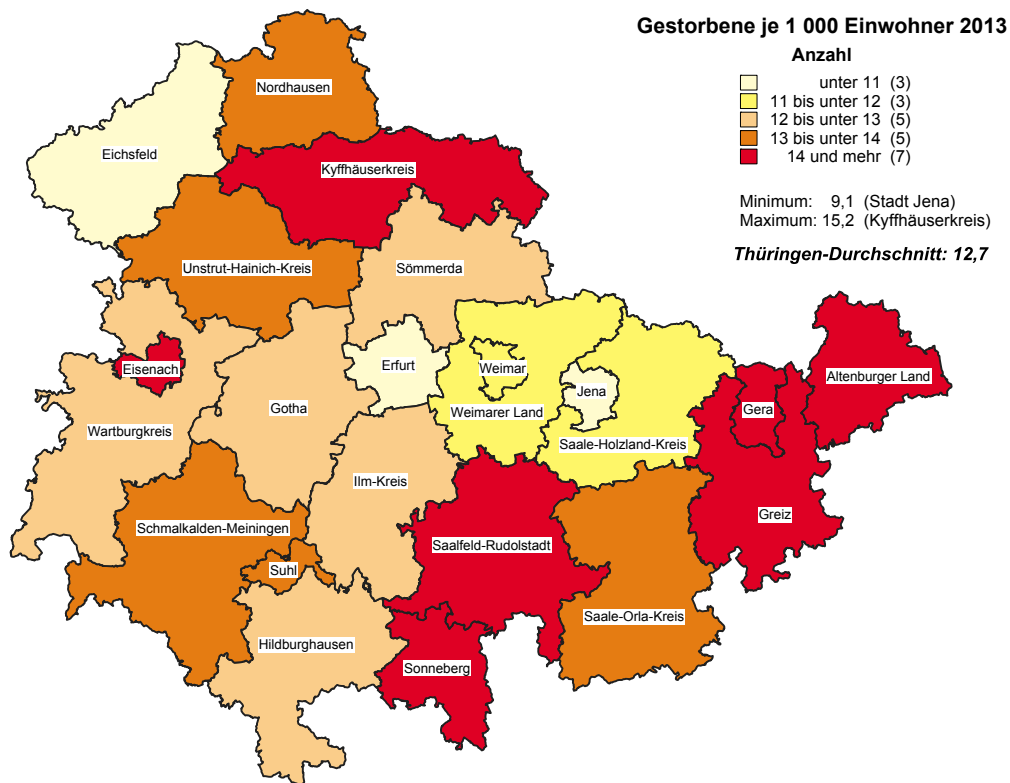 Gestorbene je 1 000 Einwohner 2013
Anzahl
unter 11 (3)
11 bis unter 12 (3)
12 bis unter 13 (5)
13 bis unter 14 (5)
14 und mehr (7)
Minimum: 9,1 (Stadt Jena)
Maximum: 15,2 (Kyffhäuserkreis)
Thüringen-Durchschnitt: 12,7
Nordhausen
Eichsfeld
Kyffhäuserkreis
Unstrut-Hainich-Kreis
Sömmerda
Eisenach
Erfurt
Weimar
Jena
Altenburger Land
Gotha
Weimarer Land
Gera
Wartburgkreis
Saale-Holzland-Kreis
Ilm-Kreis
Greiz
Schmalkalden-Meiningen
Saalfeld-Rudolstadt
Suhl
Saale-Orla-Kreis
Hildburghausen
Sonneberg